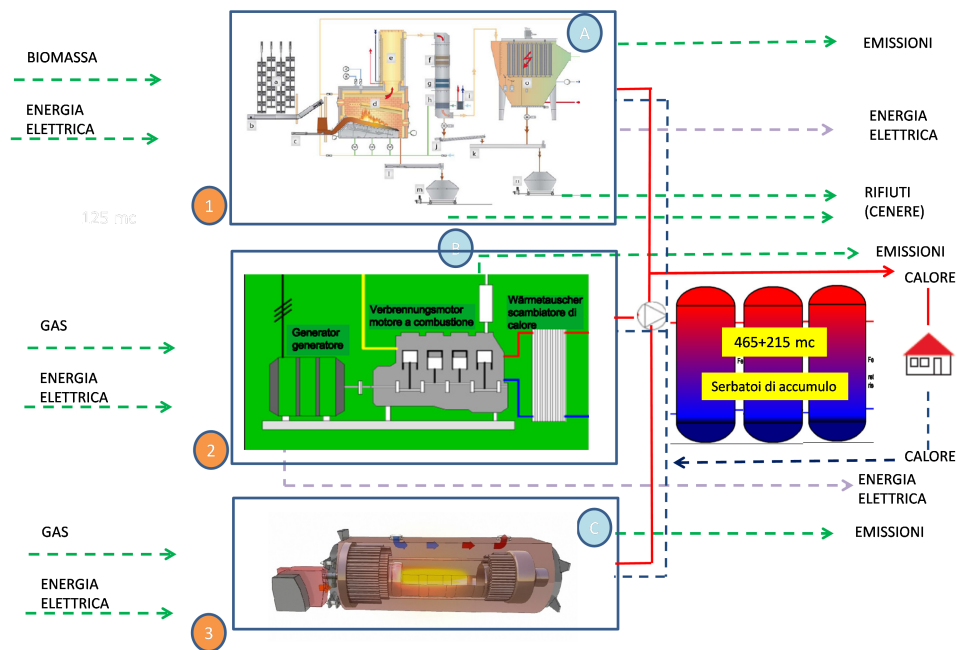 A
BIOMASSA
ENERGIA
ELETTRICA
EMISSIONI
ENERGIA
ELETTRICA
a
b
c
d
e
f
g
h
i
j
k
l
m
n
1
125 mc
RIFIUTI
(CENERE)
B
EMISSIONI
CALORE
GAS
ENERGIA
ELETTRICA
Generator
generatore
Verbrennungsmotor
motore a combustione
Wärmetauscher
scambiatore di
calore
2
465+215 mc
Serbatoi di accumulo
Fe
Fe
CALORE
ENERGIA
ELETTRICA
GAS
ENERGIA
ELETTRICA
C
EMISSIONI
3